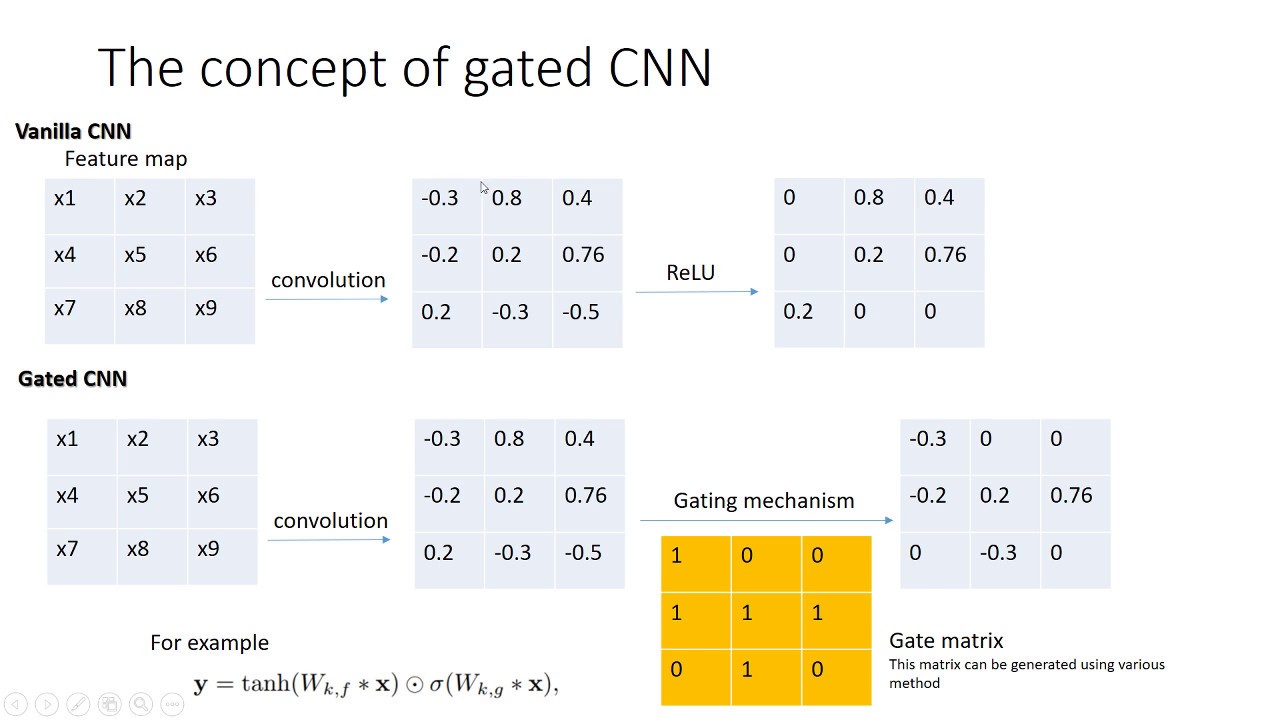 The concept of gated CNN
Vanilla CNN
Feature map
x1 x2 x3
x4 x5 x6
x7 x8 x9
convolution
-0.3 0.8 0.4
-0.2 0.2 0.76
0.2 -0.3 -0.5
ReLU
0 0.8 0.4
0 0.2 0.76
0.2 0 0
Gated CNN
x1 x2 x3
x4 x5 x6
x7 x8 x9
convolution
-0.3 0.8 0.4
-0.2 0.2 0.76
0.2 -0.3 -0.5
Gating mechanism
1 0 0
1 1 1
0 1 0
-0.3 0 0
-0.2 0.2 0.76
0 -0.3 0
Gate matrix
This matrix can be generated using various
method
For example
y = tanh(W_{k,f} * x) ⊙ σ(W_{k,g} * x),